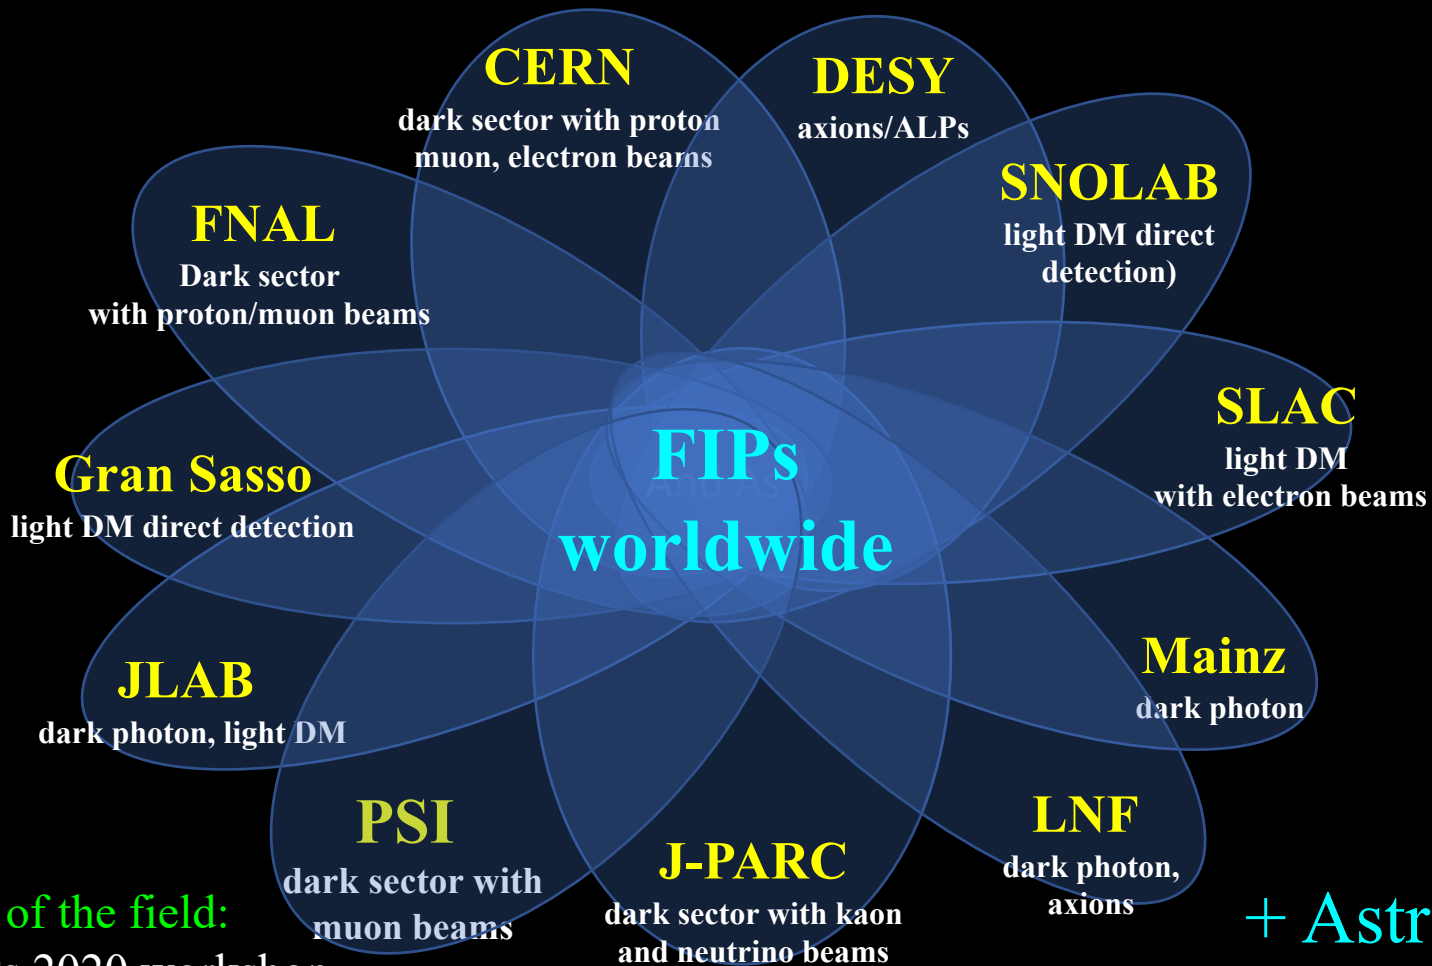 CERN
dark sector with proton
muon, electron beams
DESY
axions/ALPs
SNOLAB
light DM direct
detection)
FNAL
Dark sector
with proton/muon beams
SLAC
light DM
with electron beams
FIPs
worldwide
Gran Sasso
light DM direct detection
Mainz
dark photon
JLAB
dark photon, light DM
PSI
dark sector with
muon beams
J-PARC
dark sector with kaon
and neutrino beams
LNF
dark photon,
axions
of the field:
2020 workshop
+ Astr